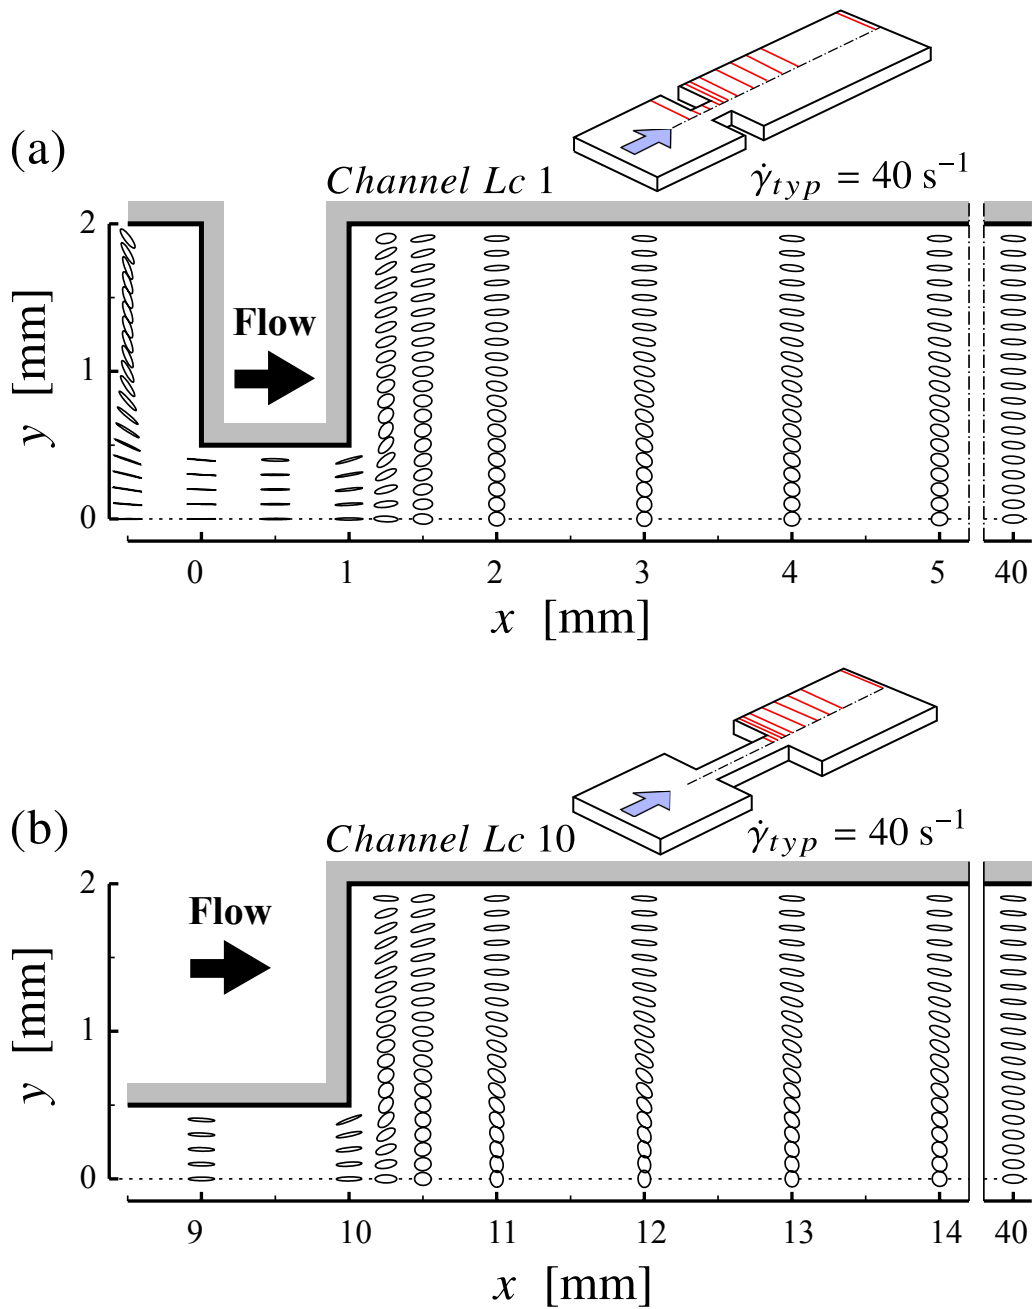 (a)
Channel Lc 1
γ̇typ = 40 s−1
2
1
0
y [mm]
Flow
0 1 2 3 4 5 40
x [mm]
(b)
Channel Lc 10
γ̇typ = 40 s−1
2
1
0
y [mm]
Flow
9 10 11 12 13 14 40
x [mm]